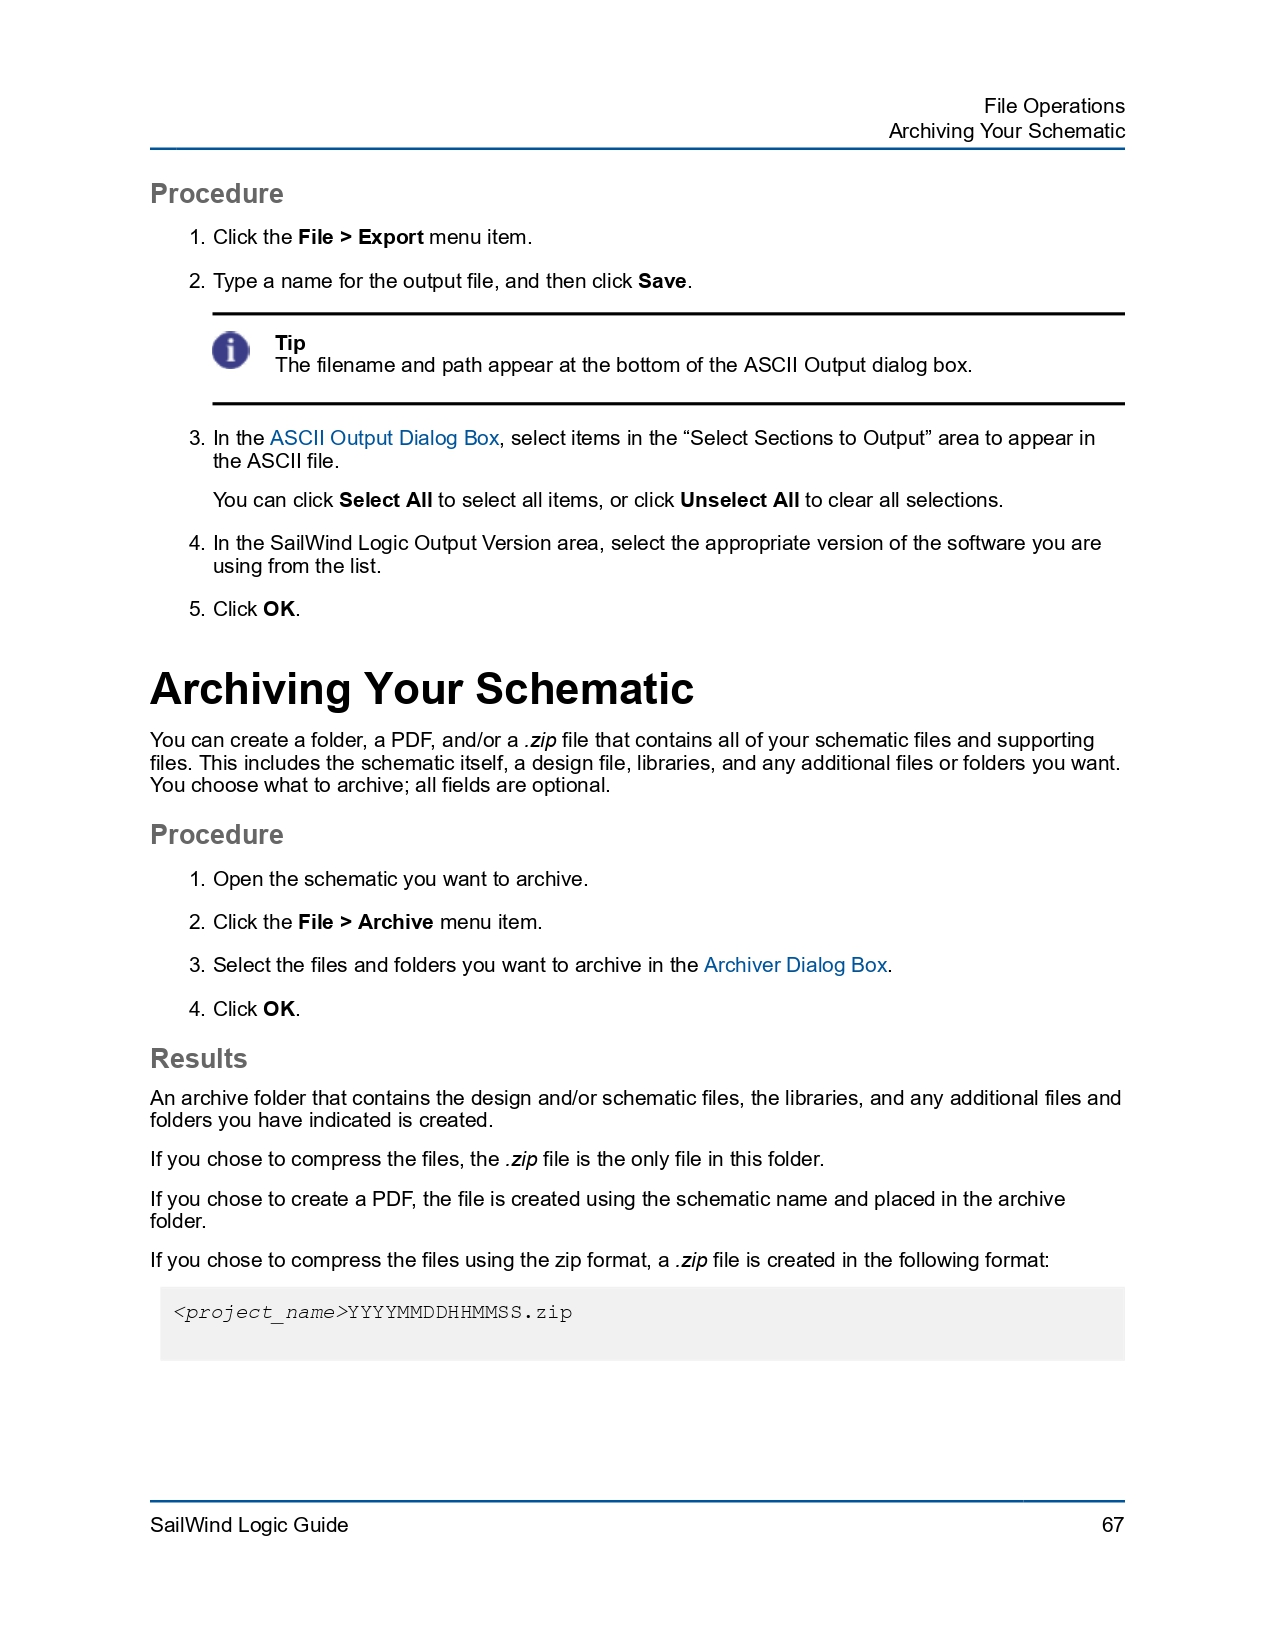 File Operations
Archiving Your Schematic
Procedure
1. Click the File > Export menu item.
2. Type a name for the output file, and then click Save.
Tip
The filename and path appear at the bottom of the ASCII Output dialog box.
3. In the ASCII Output Dialog Box, select items in the “Select Sections to Output” area to appear in
the ASCII file.
You can click Select All to select all items, or click Unselect All to clear all selections.
4. In the SailWind Logic Output Version area, select the appropriate version of the software you are
using from the list.
5. Click OK.
Archiving Your Schematic
You can create a folder, a PDF, and/or a .zip file that contains all of your schematic files and supporting
files. This includes the schematic itself, a design file, libraries, and any additional files or folders you want.
You choose what to archive; all fields are optional.
Procedure
1. Open the schematic you want to archive.
2. Click the File > Archive menu item.
3. Select the files and folders you want to archive in the Archiver Dialog Box.
4. Click OK.
Results
An archive folder that contains the design and/or schematic files, the libraries, and any additional files and
folders you have indicated is created.
If you chose to compress the files, the .zip file is the only file in this folder.
If you chose to create a PDF, the file is created using the schematic name and placed in the archive
folder.
If you chose to compress the files using the zip format, a .zip file is created in the following format:
<project_name>YYYYMMDDHHMMSS.zip
SailWind Logic Guide
67